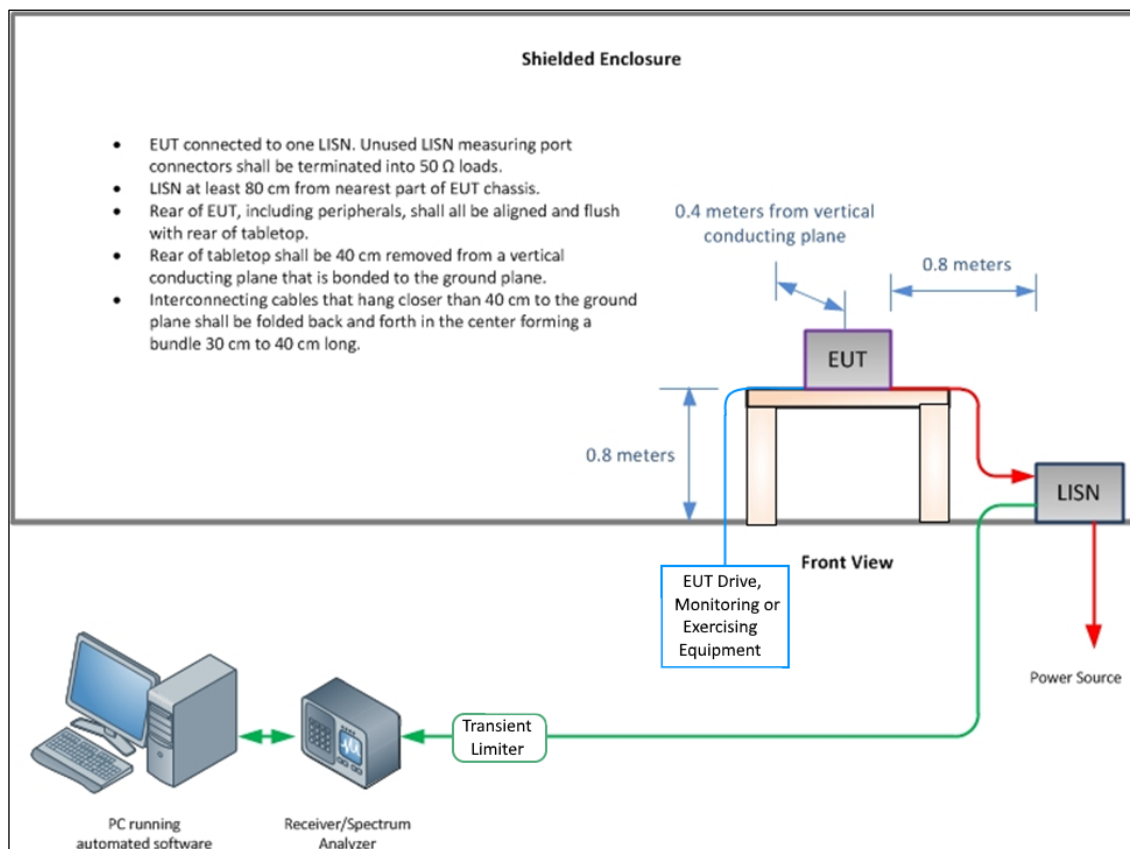 Shielded Enclosure
• EUT connected to one LISN. Unused LISN measuring port
connectors shall be terminated into 50 Ω loads.
• LISN at least 80 cm from nearest part of EUT chassis.
• Rear of EUT, including peripherals, shall all be aligned and flush
with rear of tabletop.
• Rear of tabletop shall be 40 cm removed from a vertical
conducting plane that is bonded to the ground plane.
• Interconnecting cables that hang closer than 40 cm to the ground
plane shall be folded back and forth in the center forming a
bundle 30 cm to 40 cm long.
0.4 meters from vertical
conducting plane
0.8 meters
EUT
0.8 meters
LISN
Front View
EUT Drive,
Monitoring or
Exercising
Equipment
Power Source
Transient
Limiter
PC running
automated software
Receiver/Spectrum
Analyzer